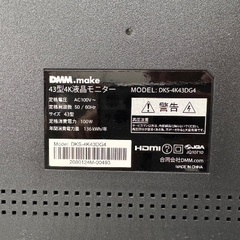 DMM.make
43型4K液晶モニター
MODEL: DKS-4K43DG4
定格電圧: AC100V～
定格周波数: 50 / 60Hz
サイズ: 43型
定格消費電力: 100W
年間消費電力量: 136kWh/年
警告
Model: DKS-4K43DG4
HDMI
合同会社DMM.com
MADE IN CHINA